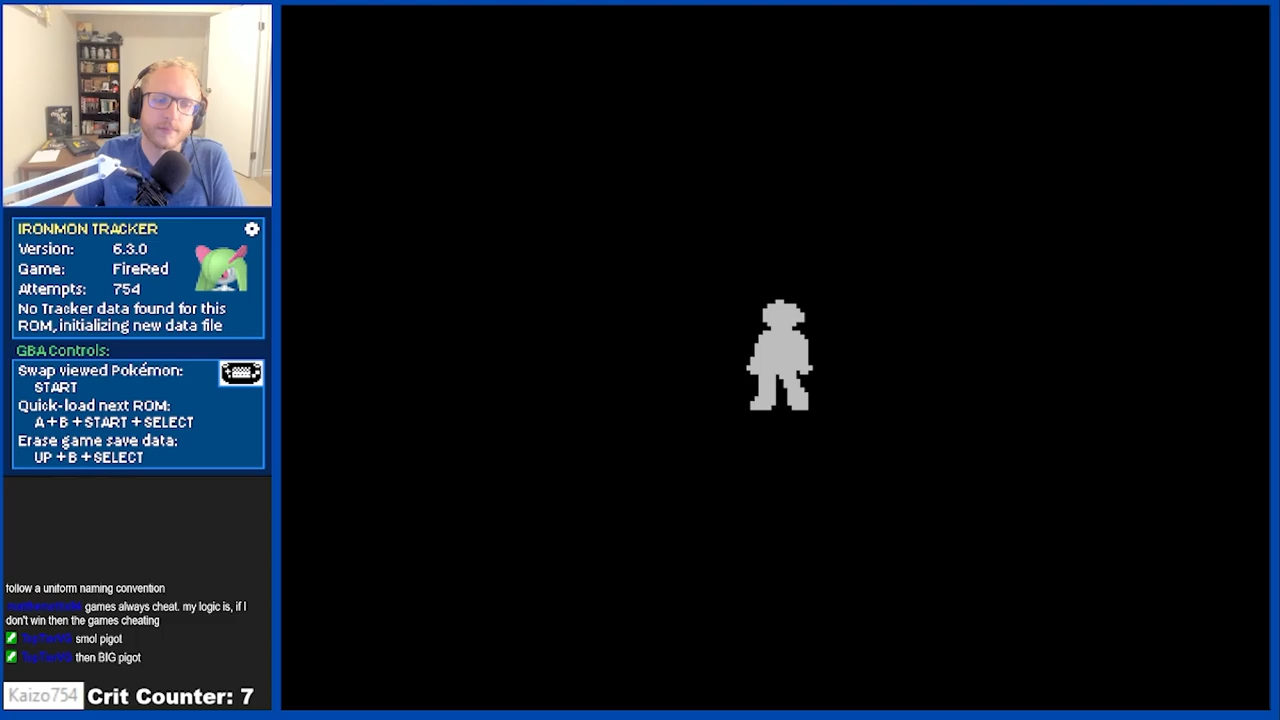 IRONMON TRACKER
Version: 6.3.0
Game: FireRed
Attempts: 754
No Tracker data found for this
ROM, initializing new data file
GBA Controls:
Swap viewed Pokémon:
START
Quick-load next ROM:
A + B + START + SELECT
Erase game save data:
UP + B + SELECT
follow a uniform naming convention
games always cheat. my logic is, if I
don't win then the games cheating
smol pigot
then BIG pigot
Kaizo754 Crit Counter: 7